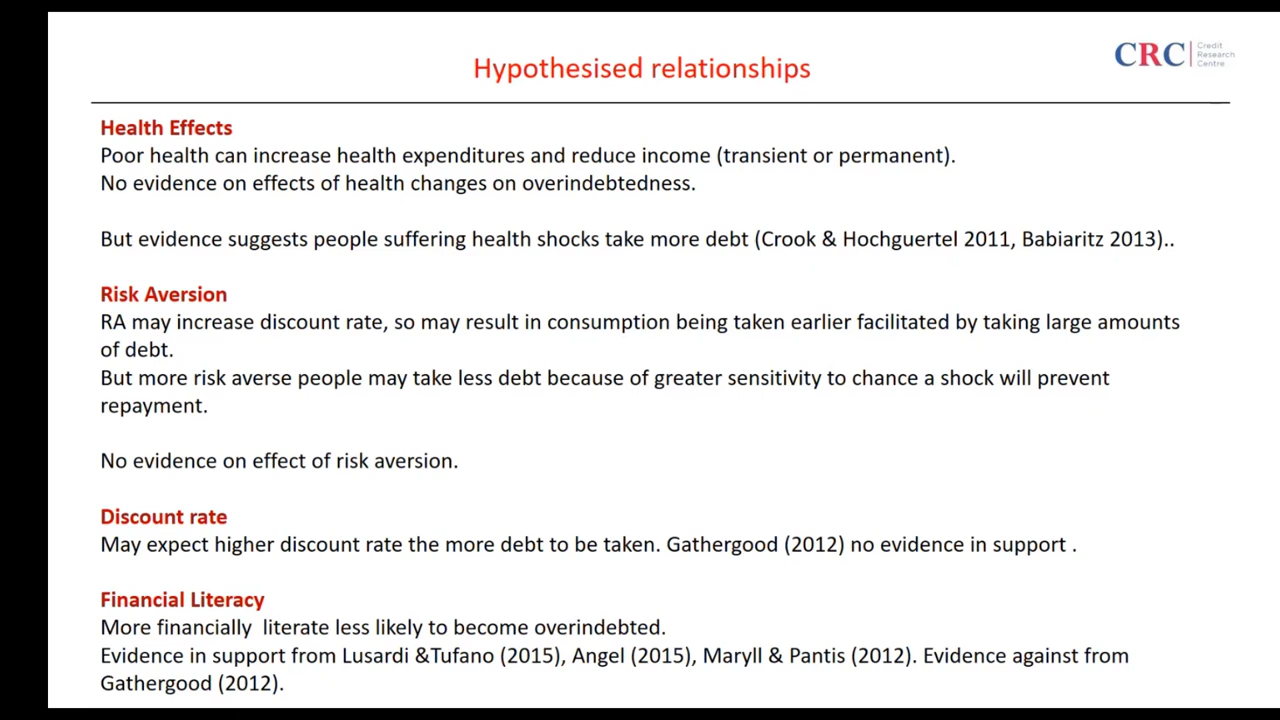 Hypothesised relationships
CRC
Credit
Research
Centre
Health Effects
Poor health can increase health expenditures and reduce income (transient or permanent).
No evidence on effects of health changes on overindebtedness.
But evidence suggests people suffering health shocks take more debt (Crook & Hochguertel 2011, Babiaritz 2013)..
Risk Aversion
RA may increase discount rate, so may result in consumption being taken earlier facilitated by taking large amounts
of debt.
But more risk averse people may take less debt because of greater sensitivity to chance a shock will prevent
repayment.
No evidence on effect of risk aversion.
Discount rate
May expect higher discount rate the more debt to be taken. Gathergood (2012) no evidence in support .
Financial Literacy
More financially  literate less likely to become overindebted.
Evidence in support from Lusardi &Tufano (2015), Angel (2015), Maryll & Pantis (2012). Evidence against from
Gathergood (2012).